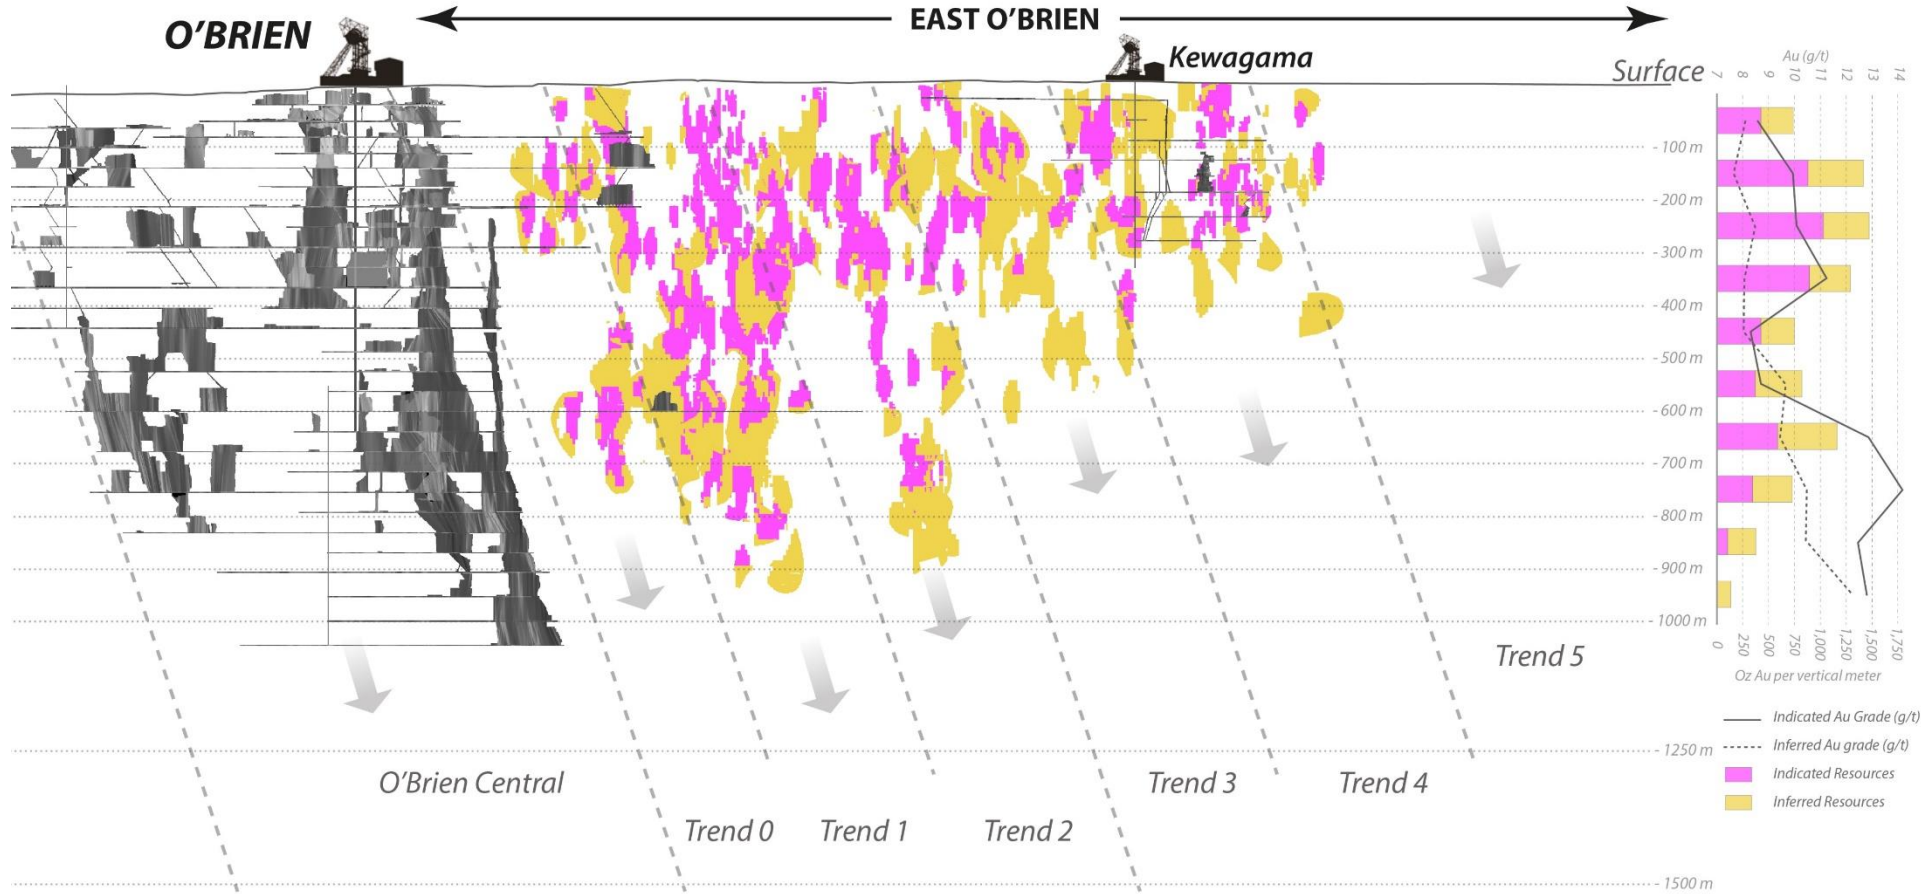 EAST O'BRIEN
O'BRIEN
Kewagama
Surface
Au (g/t)
7 8 9 10 11 12 13 14
- 100 m
- 200 m
- 300 m
- 400 m
- 500 m
- 600 m
- 700 m
- 800 m
- 900 m
- 1000 m
0 250 500 750 1,000 1,250 1,500 1,750
Oz Au per vertical meter
Trend 5
Indicated Au Grade (g/t)
Inferred Au grade (g/t)
Indicated Resources
Inferred Resources
- 1250 m
O'Brien Central
Trend 3
Trend 4
Trend 0
Trend 1
Trend 2
- 1500 m